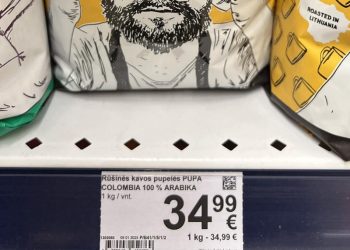 ROASTED IN
LITHUANIA
Rūšinės kavos pupelės PUPA
COLOMBIA 100 % ARABIKA
1 kg / vnt.
34 99
€
1 kg - 34,99 €